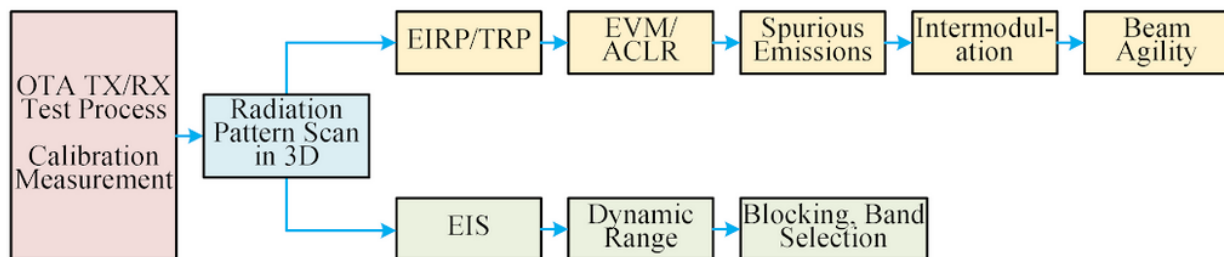 OTA TX/RX
Test Process
Calibration
Measurement
Radiation
Pattern Scan
in 3D
EIRP/TRP
EVM/
ACLR
Spurious
Emissions
Intermodul-
ation
Beam
Agility
EIS
Dynamic
Range
Blocking, Band
Selection